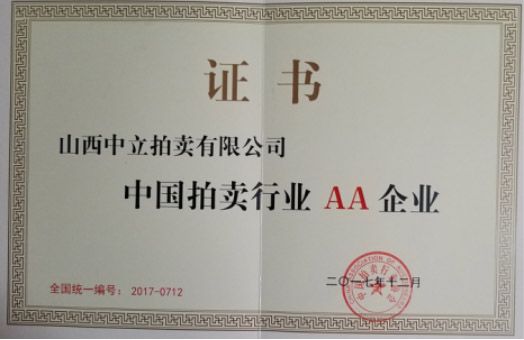 证书
山西中立拍卖有限公司
中国拍卖行业 AA 企业
二〇一七年十二月
全国统一编号：2017-0712